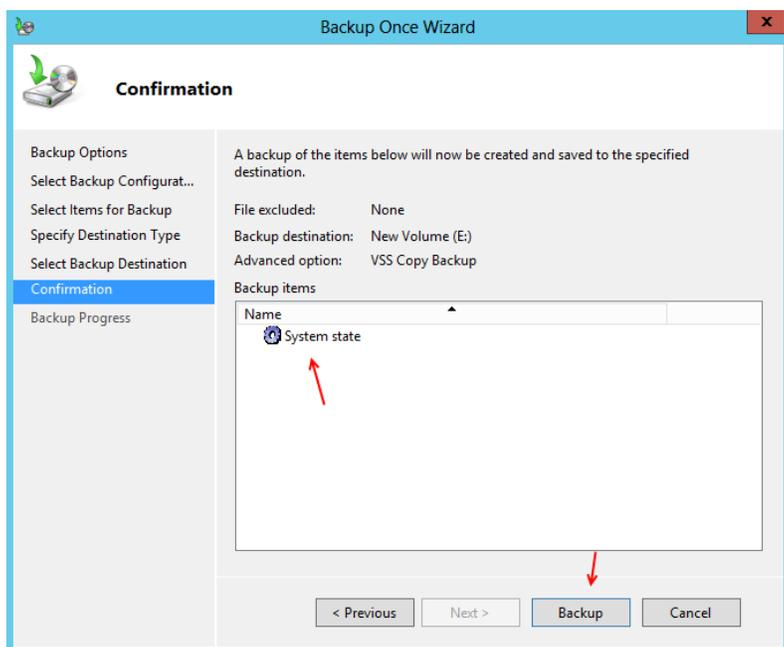 Backup Once Wizard
x
Confirmation
Backup Options
Select Backup Configurat...
Select Items for Backup
Specify Destination Type
Select Backup Destination
Confirmation
Backup Progress
A backup of the items below will now be created and saved to the specified
destination.
File excluded: None
Backup destination: New Volume (E:)
Advanced option: VSS Copy Backup
Backup items
Name
System state
< Previous Next > Backup Cancel